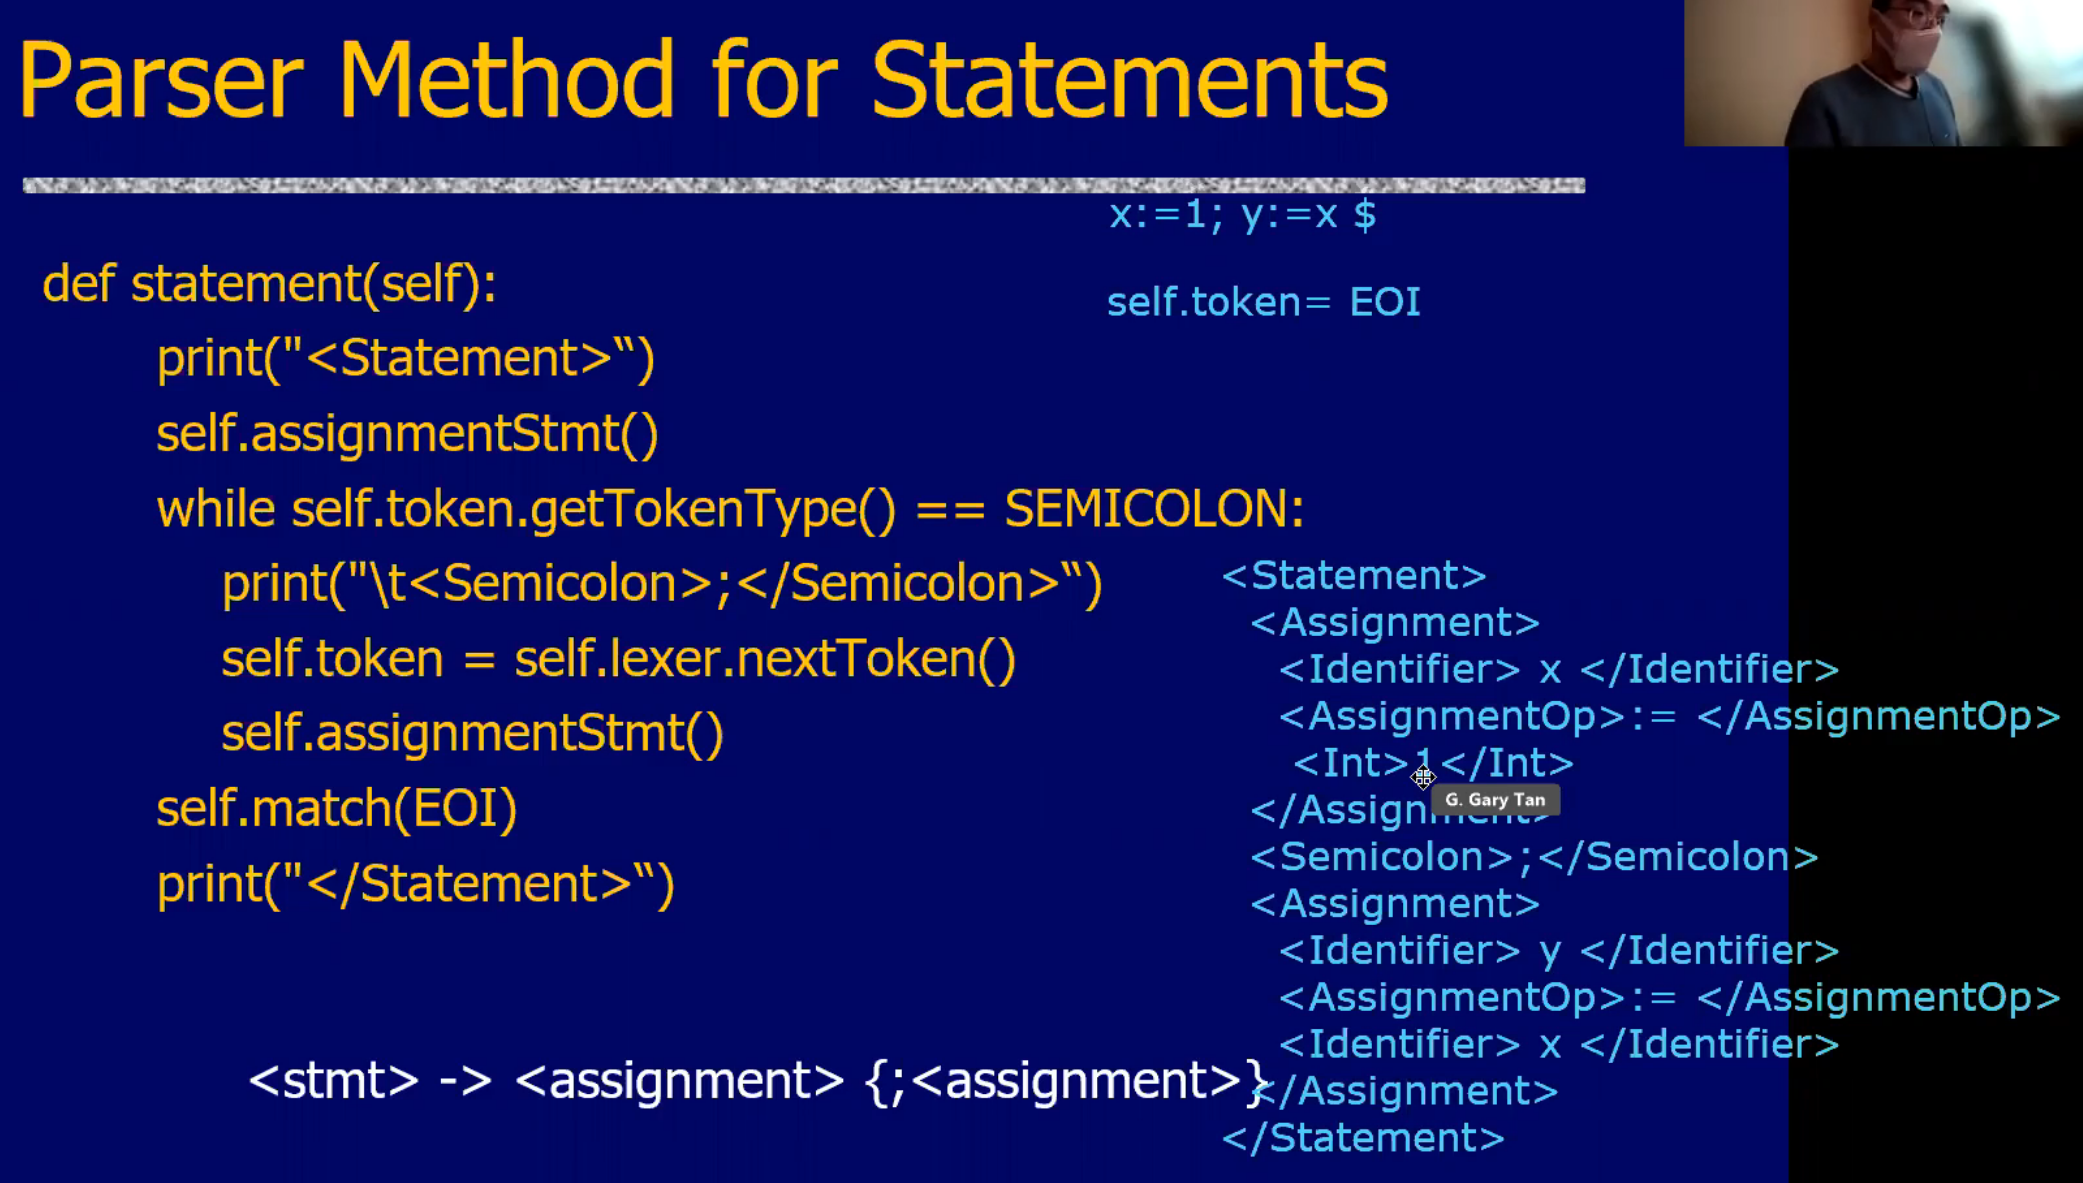 Parser Method for Statements
x:=1; y:=x $
self.token= EOI
def statement(self):
print("<Statement>“)
self.assignmentStmt()
while self.token.getTokenType() == SEMICOLON:
print("\t<Semicolon>;</Semicolon>“)
self.token = self.lexer.nextToken()
self.assignmentStmt()
self.match(EOI)
print("</Statement>“)
<stmt> -> <assignment> {;<assignment>}
<Statement>
<Assignment>
<Identifier> x </Identifier>
<AssignmentOp>:= </AssignmentOp>
<Int>1</Int>
G. Gary Tan
</Assignment>
<Semicolon>;</Semicolon>
<Assignment>
<Identifier> y </Identifier>
<AssignmentOp>:= </AssignmentOp>
<Identifier> x </Identifier>
</Assignment>
</Statement>